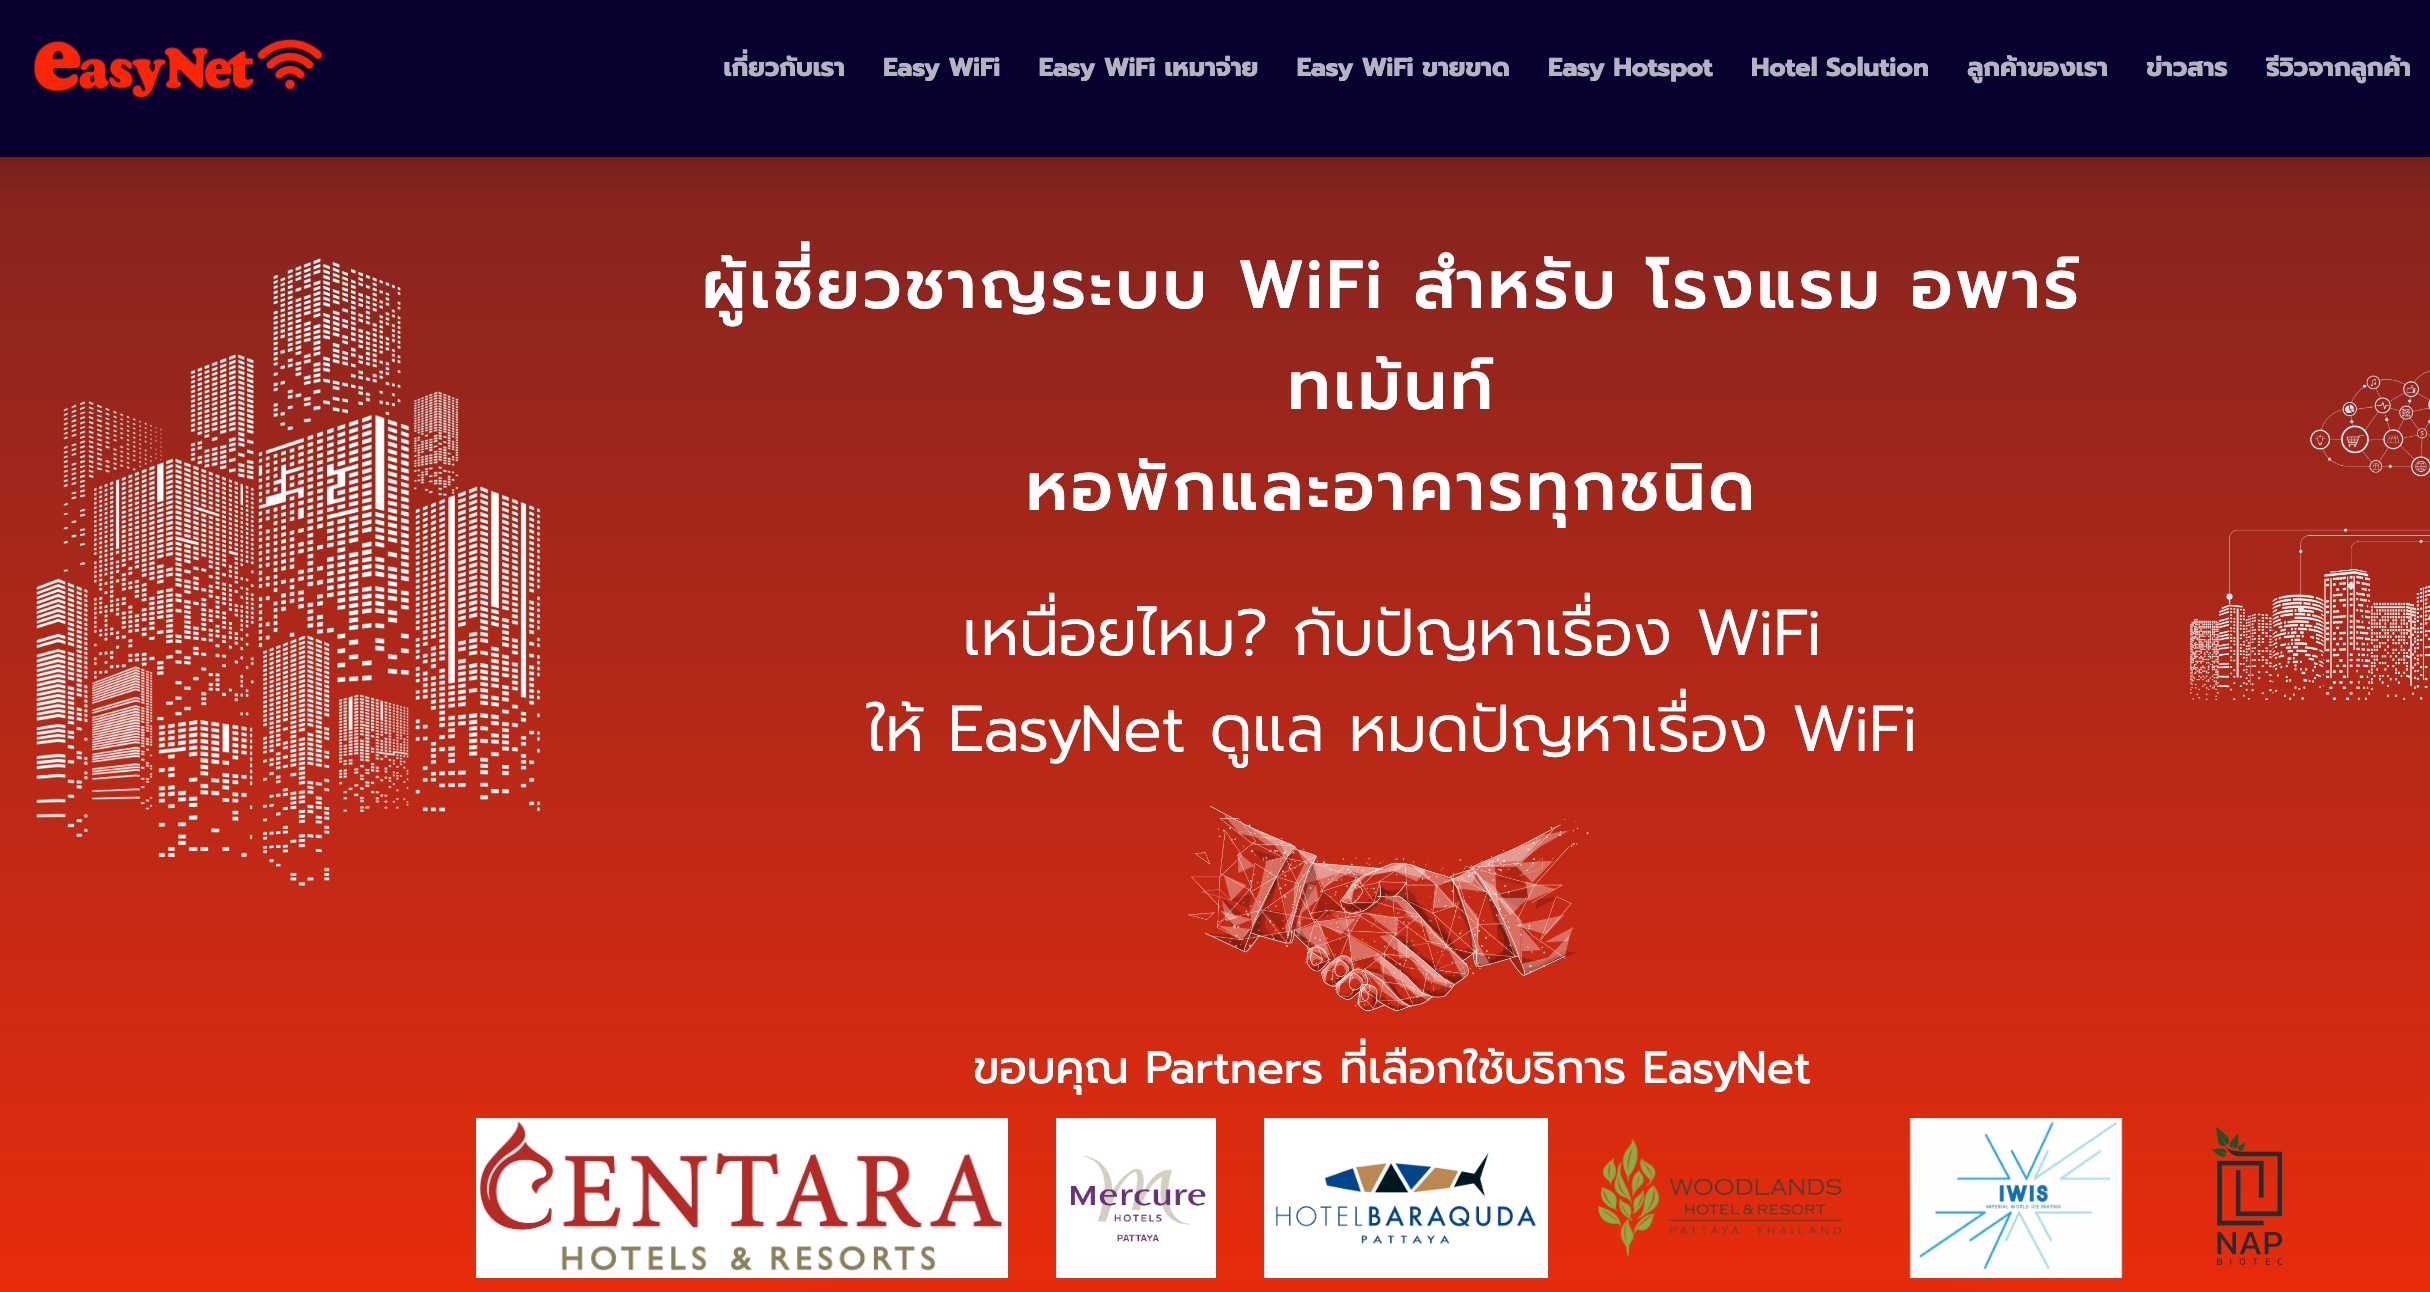 easyNet
เกี่ยวกับเรา Easy WiFi Easy WiFi เหมาจ่าย Easy WiFi ขายขาด Easy Hotspot Hotel Solution ลูกค้าของเรา ข่าวสาร รีวิวจากลูกค้า
ผู้เชี่ยวชาญระบบ WiFi สำหรับ โรงแรม อพาร์
ทเม้นท์
หอพักและอาคารทุกชนิด
เหนื่อยไหม? กับปัญหาเรื่อง WiFi
ให้ EasyNet ดูแล หมดปัญหาเรื่อง WiFi
ขอบคุณ Partners ที่เลือกใช้บริการ EasyNet
CENTARA
HOTELS & RESORTS
Mercure
HOTELS
PATTAYA
HOTELBARAQUDA
PATTAYA
WOODLANDS
HOTEL & RESORT
PATTAYA, THAILAND
IWIS
IMPERIAL WORLD ICE SKATING
NAP
BIOTEC